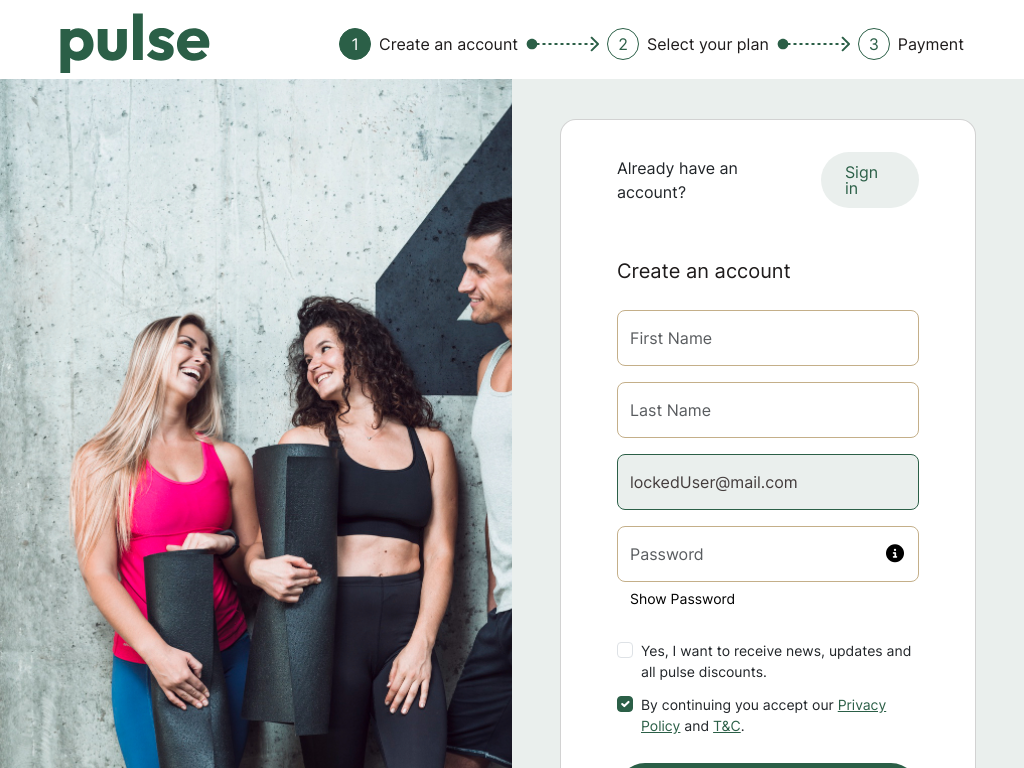 pulse
1 Create an account 2 Select your plan 3 Payment
Already have an
account?
Sign
in
Create an account
First Name
Last Name
lockedUser@mail.com
Password
Show Password
Yes, I want to receive news, updates and
all pulse discounts.
By continuing you accept our Privacy
Policy and T&C.